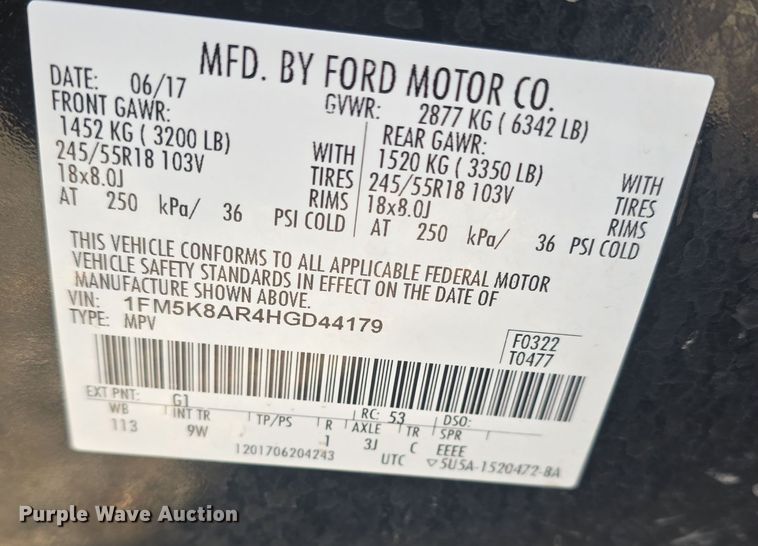 MFD. BY FORD MOTOR CO.
DATE: 06/17 GVWR: 2877 KG ( 6342 LB)
FRONT GAWR: REAR GAWR:
1452 KG ( 3200 LB) WITH 1520 KG ( 3350 LB) WITH
245/55R18 103V TIRES 245/55R18 103V TIRES
18x8.0J RIMS 18x8.0J RIMS
AT 250 kPa/ 36 PSI COLD AT 250 kPa/ 36 PSI COLD
THIS VEHICLE CONFORMS TO ALL APPLICABLE FEDERAL MOTOR
VEHICLE SAFETY STANDARDS IN EFFECT ON THE DATE OF
MANUFACTURE SHOWN ABOVE.
VIN: 1FM5K8AR4HGD44179
TYPE: MPV
F0322
T0477
EXT PNT: G1 RC: 53 DSO:
WB INT TR TP/PS R AXLE TR SPR
113 9W 1 3J C EEEE
1201706204243 UTC ▽5U5A-1520472-BA
Purple Wave Auction